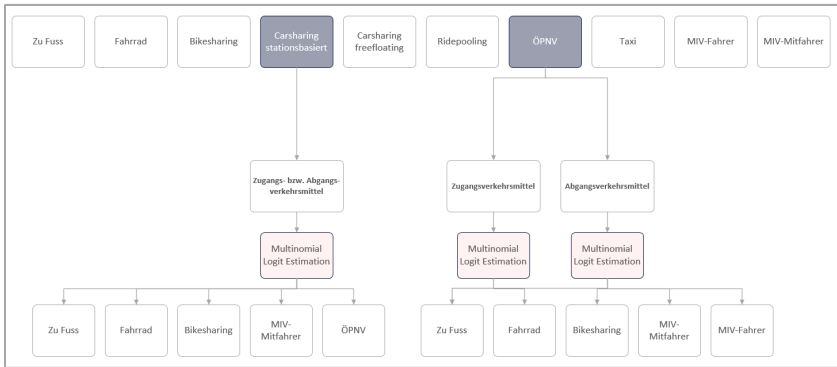 Zu Fuss
Fahrrad
Bikesharing
Carsharing
stationsbasiert
Carsharing
freefloating
Ridepooling
ÖPNV
Taxi
MIV-Fahrer
MIV-Mitfahrer
Zugangs- bzw. Abgangs-
verkehrsmittel
Zugangsverkehrsmittel
Abgangsverkehrsmittel
Multinomial
Logit Estimation
Multinomial
Logit Estimation
Multinomial
Logit Estimation
Zu Fuss
Fahrrad
Bikesharing
MIV-
Mitfahrer
ÖPNV
Zu Fuss
Fahrrad
Bikesharing
MIV-
Mitfahrer
MIV-Fahrer